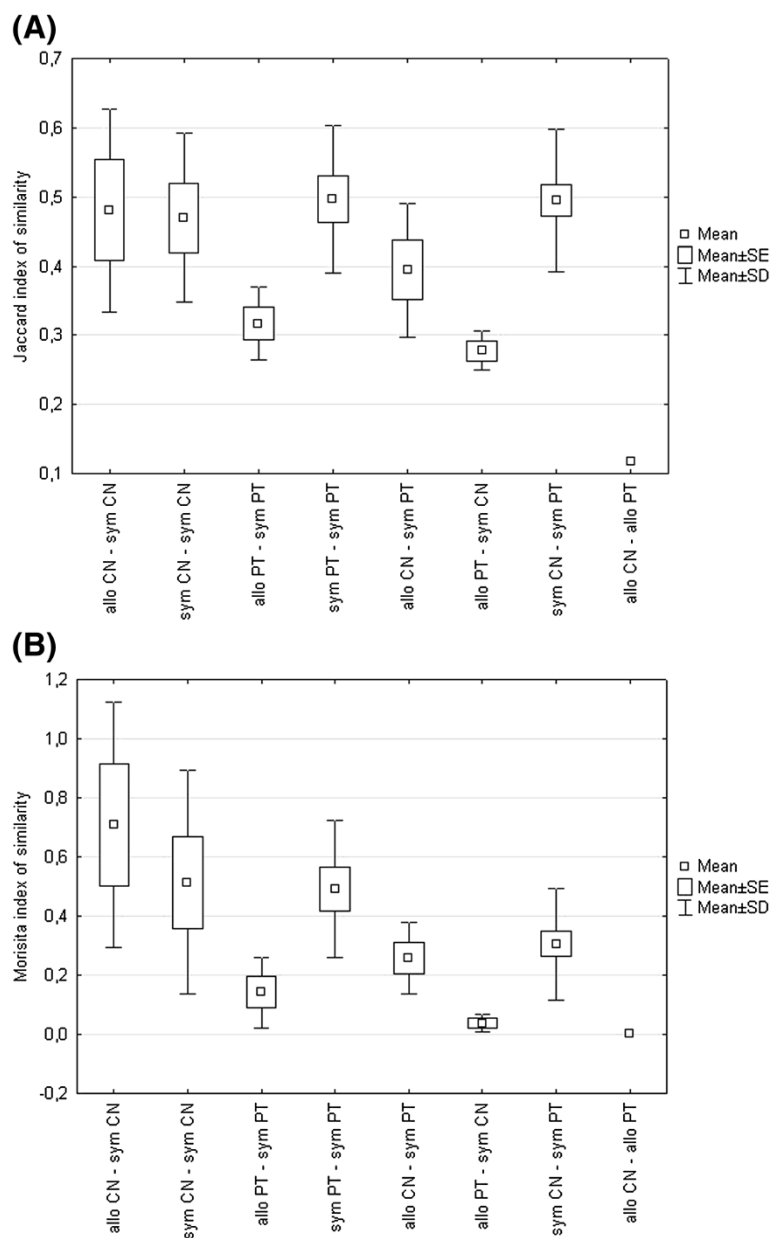 (A)
0,7
0,6
0,5
0,4
0,3
0,2
0,1
Jaccard index of similarity
Mean
Mean±SE
Mean±SD
allo CN - sym CN
sym CN - sym CN
allo PT - sym PT
sym PT - sym PT
allo CN - sym PT
allo PT - sym CN
sym CN - sym PT
allo CN - allo PT
(B)
1,2
1,0
0,8
0,6
0,4
0,2
0,0
-0,2
Morisita index of similarity
Mean
Mean±SE
Mean±SD
allo CN - sym CN
sym CN - sym CN
allo PT - sym PT
sym PT - sym PT
allo CN - sym PT
allo PT - sym CN
sym CN - sym PT
allo CN - allo PT